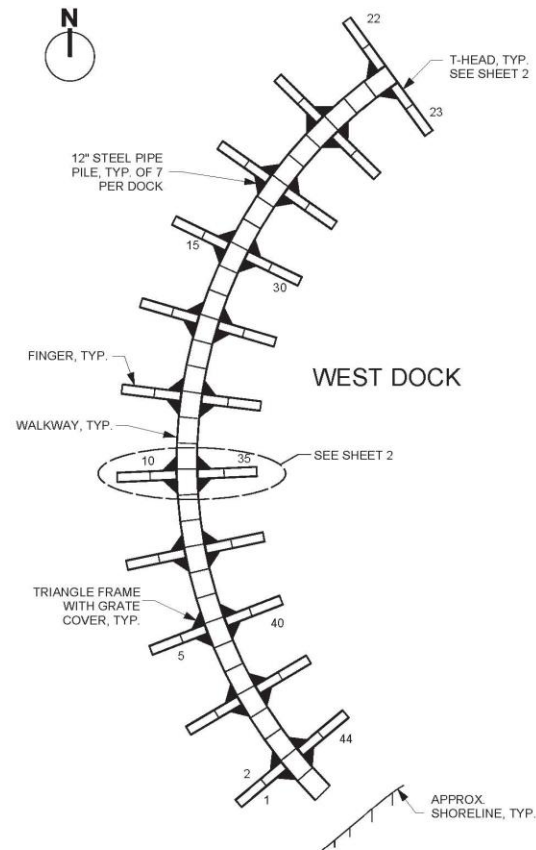 N
22
T-HEAD, TYP.
SEE SHEET 2
23
12" STEEL PIPE
PILE, TYP. OF 7
PER DOCK
15
30
FINGER, TYP.
WEST DOCK
WALKWAY, TYP.
10
35
SEE SHEET 2
TRIANGLE FRAME
WITH GRATE
COVER, TYP.
40
5
44
2
1
APPROX.
SHORELINE, TYP.